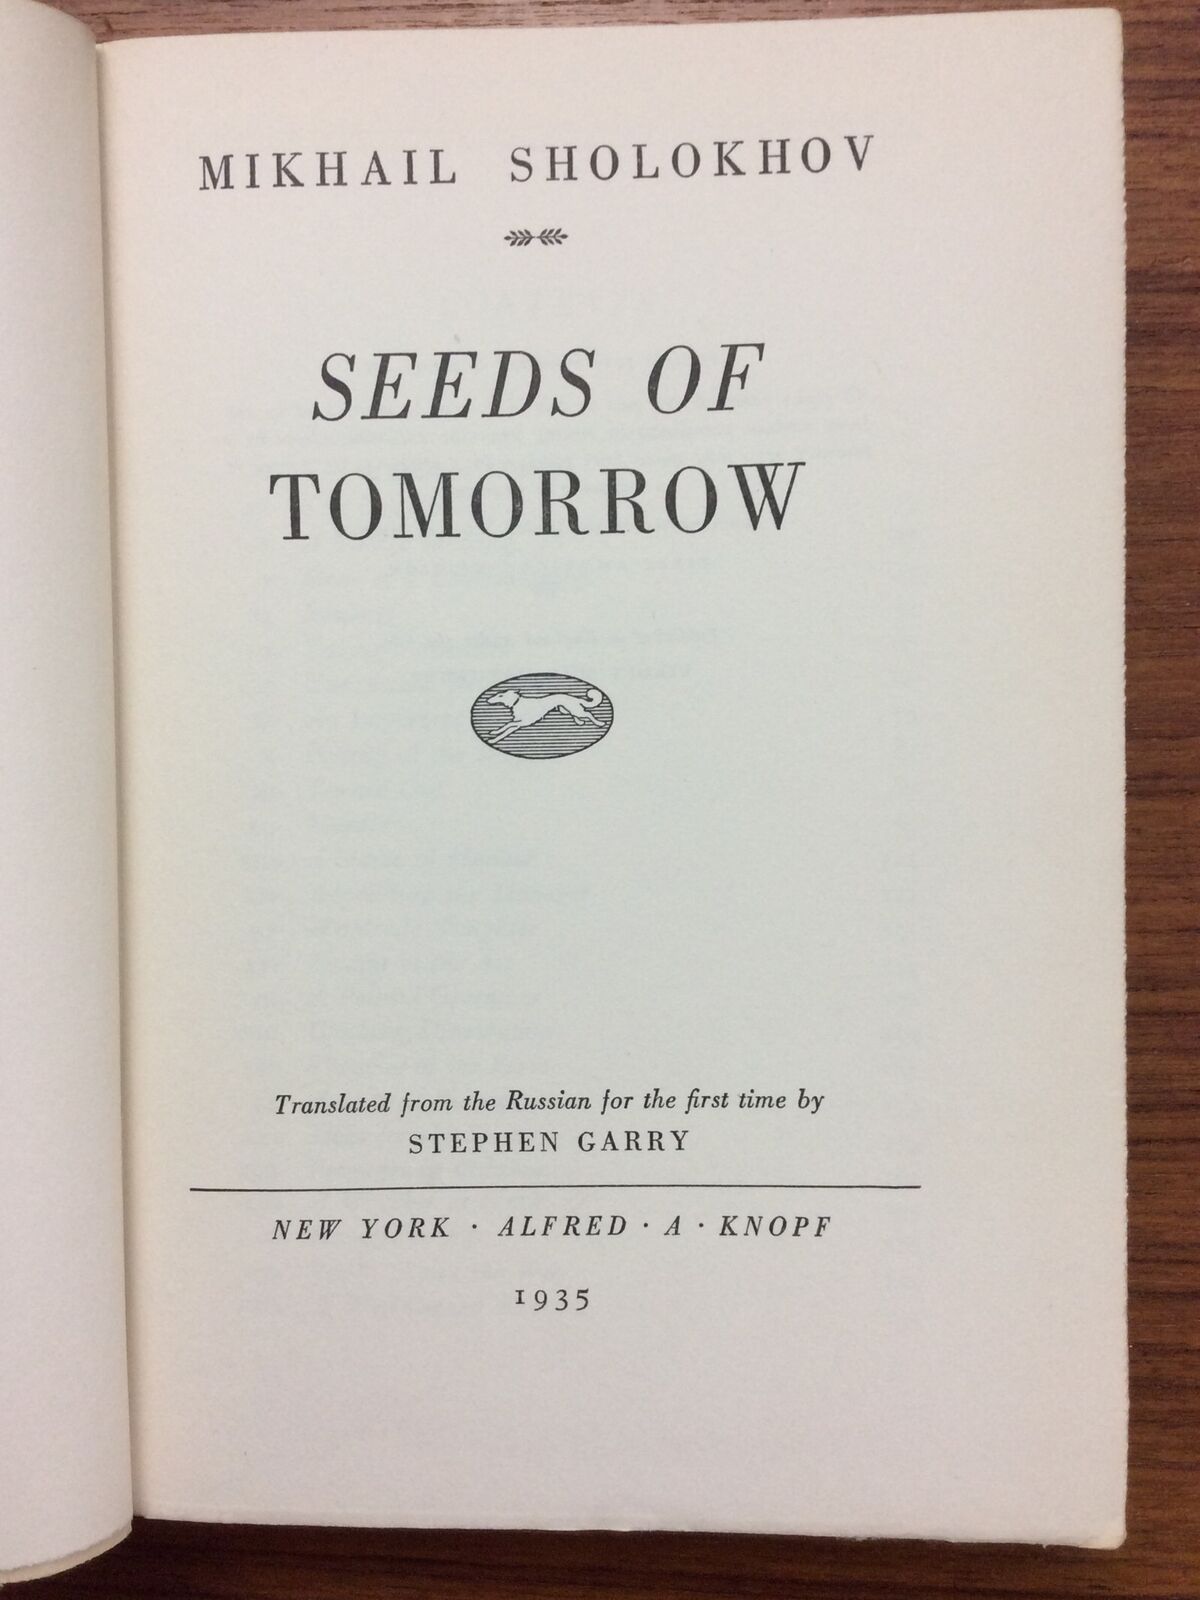 MIKHAIL SHOLOKHOV
SEEDS OF
TOMORROW
Translated from the Russian for the first time by
STEPHEN GARRY
NEW YORK · ALFRED · A · KNOPF
1935